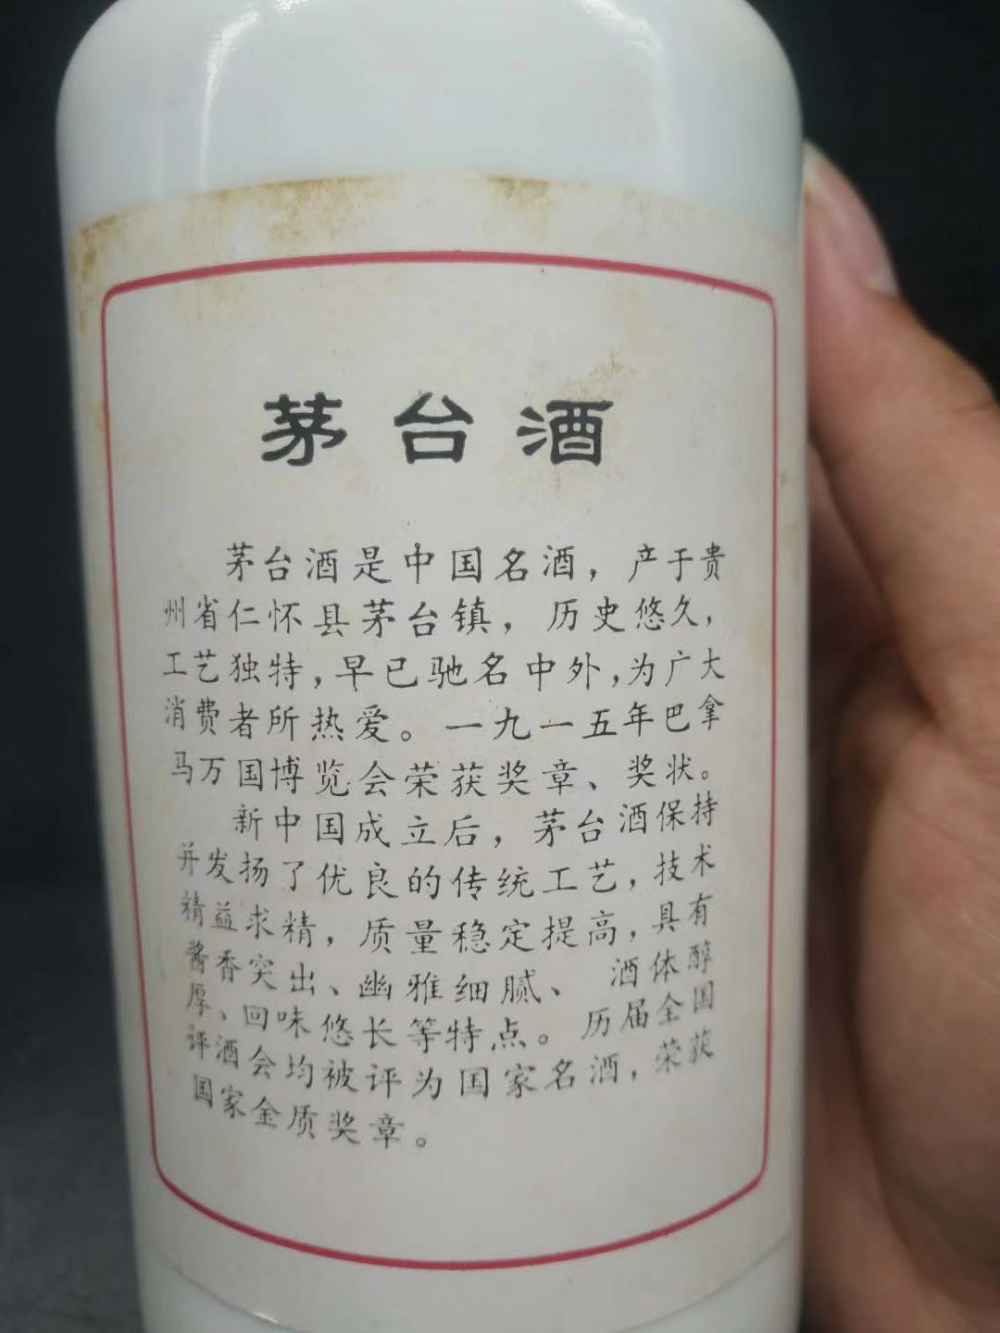 茅台酒
茅台酒是中国名酒，产于贵
州省仁怀县茅台镇，历史悠久，
工艺独特，早已驰名中外，为广大
消费者所热爱。一九一五年巴拿
马万国博览会荣获奖章、奖状。
新中国成立后，茅台酒保持
并发扬了优良的传统工艺，技术
精益求精，质量稳定提高，具有
酱香突出、幽雅细腻、酒体醇
厚、回味悠长等特点。历届全国
评酒会均被评为国家名酒，荣获
国家金质奖章。